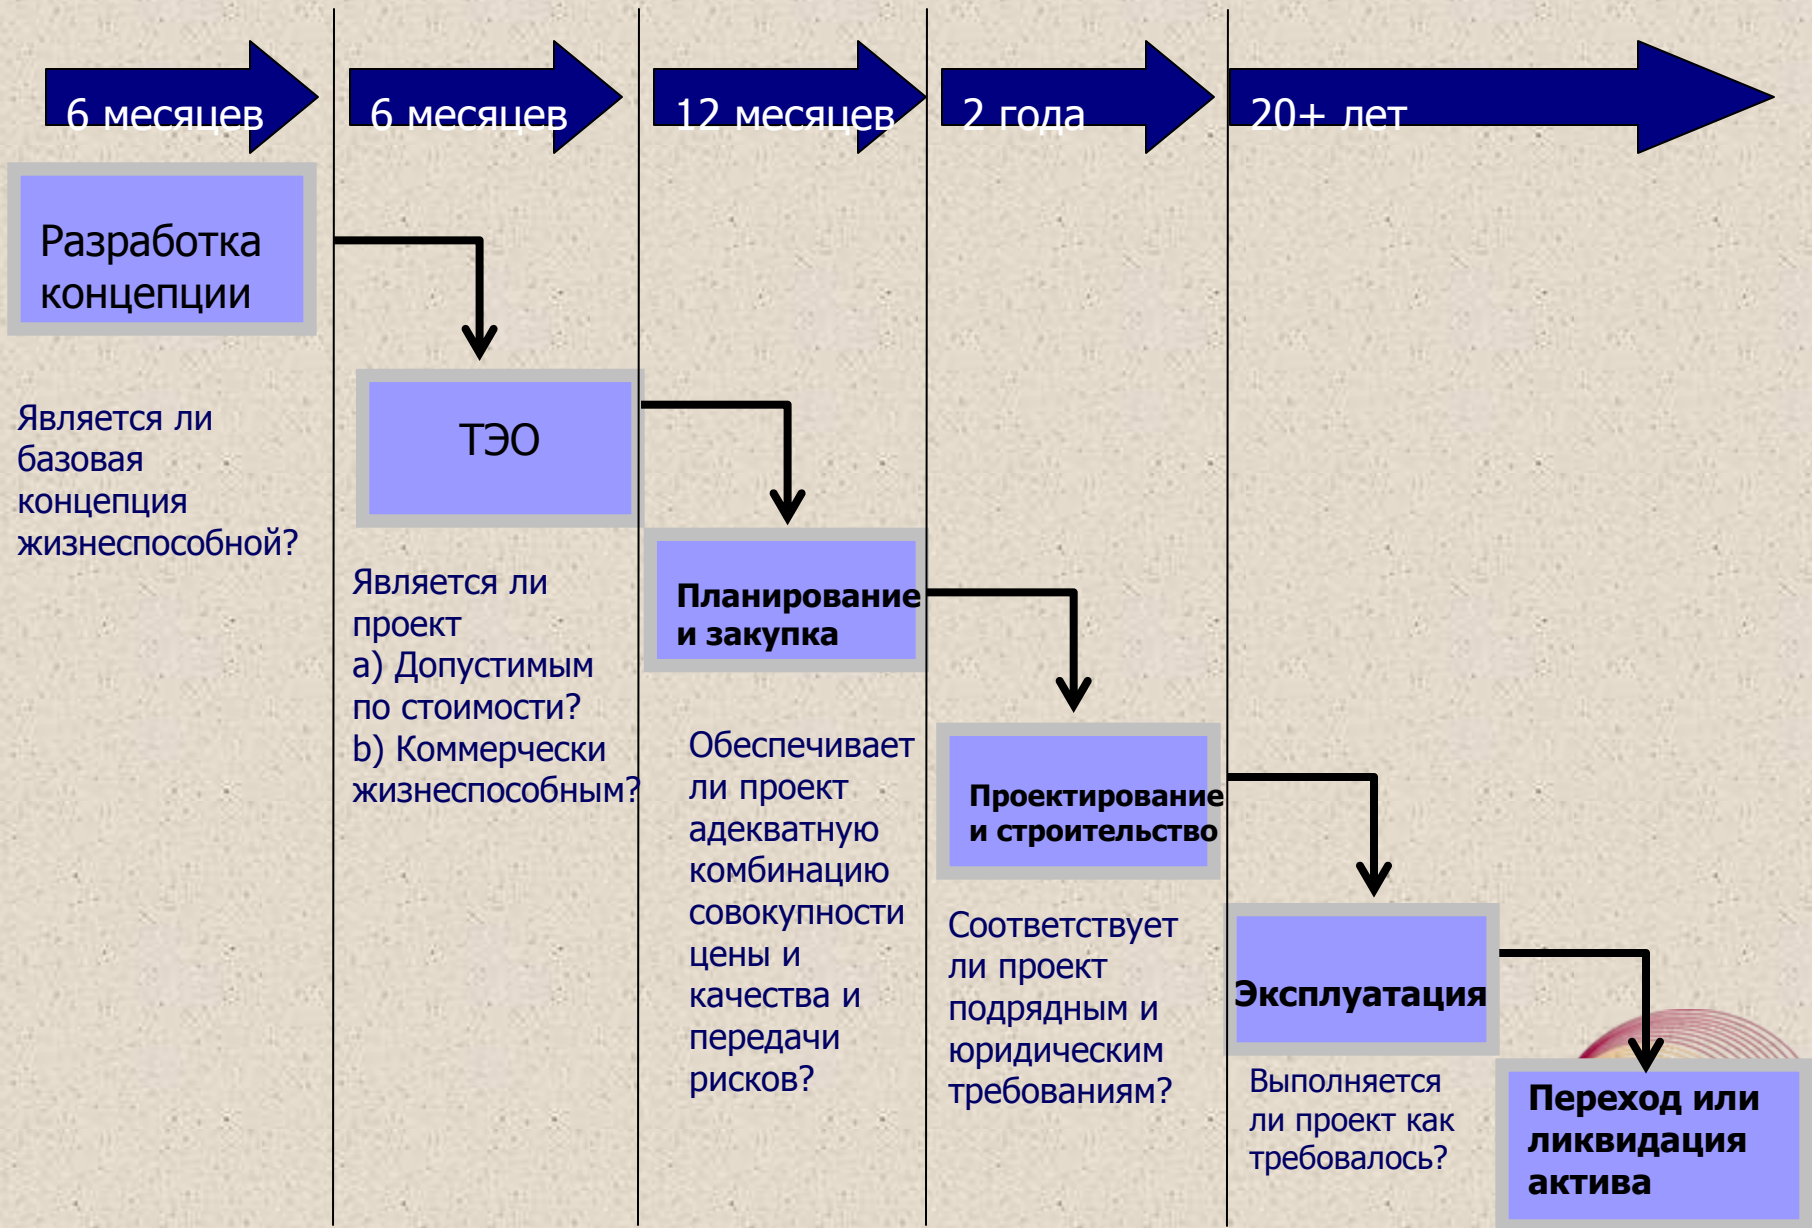 6 месяцев
6 месяцев
12 месяцев
2 года
20+ лет
Разработка
концепции
Является ли
базовая
концепция
жизнеспособной?
ТЭО
Является ли
проект
a) Допустимым
по стоимости?
b) Коммерчески
жизнеспособным?
Планирование
и закупка
Обеспечивает
ли проект
адекватную
комбинацию
совокупности
цены и
качества и
передачи
рисков?
Проектирование
и строительство
Соответствует
ли проект
подрядным и
юридическим
требованиям?
Эксплуатация
Выполняется
ли проект как
требовалось?
Переход или
ликвидация
актива